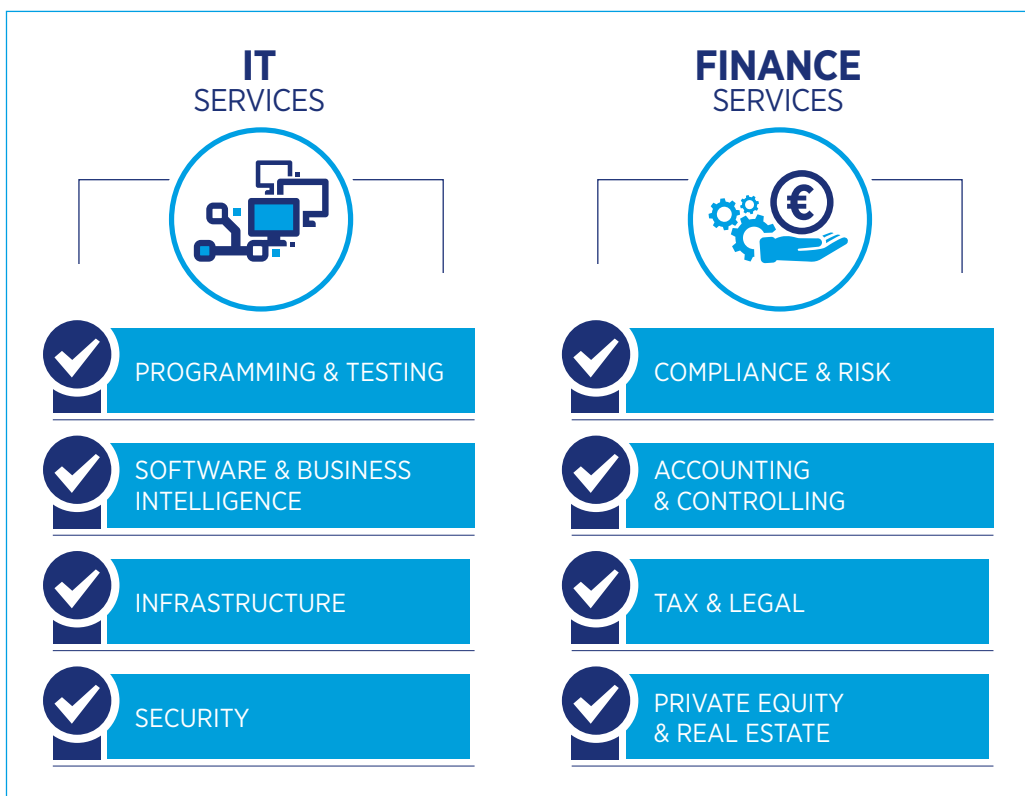 IT
SERVICES
PROGRAMMING & TESTING
SOFTWARE & BUSINESS
INTELLIGENCE
INFRASTRUCTURE
SECURITY
FINANCE
SERVICES
€
COMPLIANCE & RISK
ACCOUNTING
& CONTROLLING
TAX & LEGAL
PRIVATE EQUITY
& REAL ESTATE